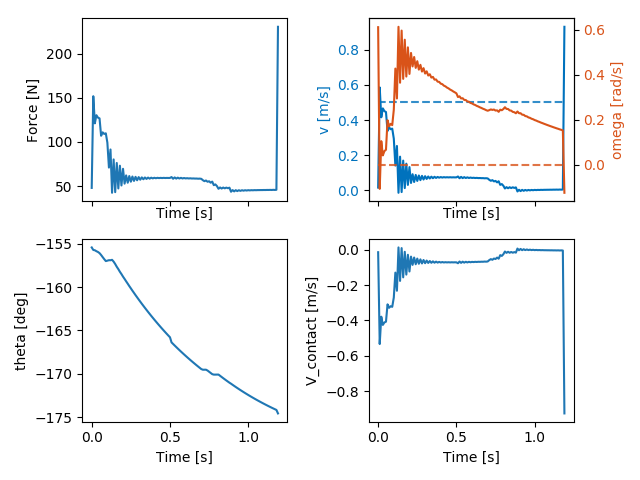 Force [N]
200
150
100
50
Time [s]
v [m/s]
0.8
0.6
0.4
0.2
0.0
omega [rad/s]
0.6
0.4
0.2
0.0
Time [s]
theta [deg]
−155
−160
−165
−170
−175
0.0 0.5 1.0
Time [s]
V_contact [m/s]
0.0
−0.2
−0.4
−0.6
−0.8
0.0 0.5 1.0
Time [s]